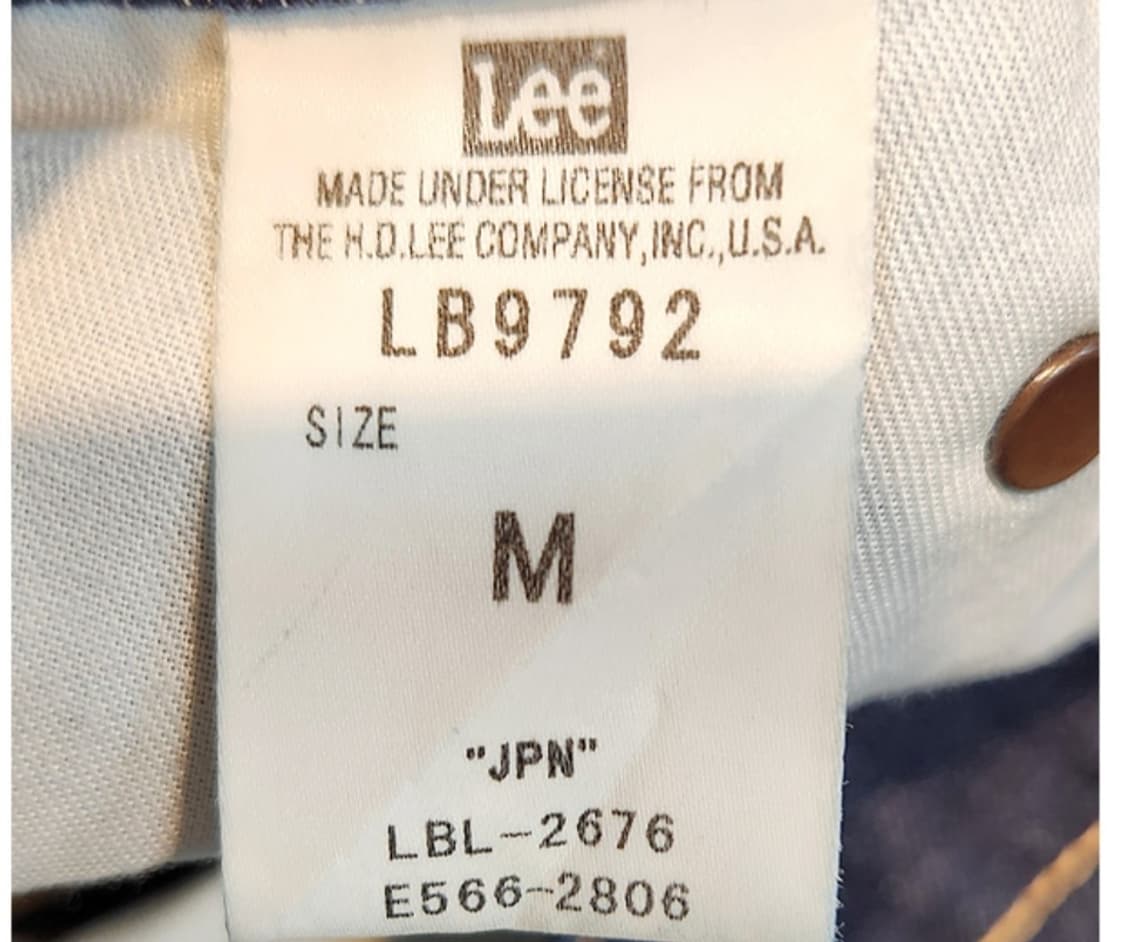 Lee
MADE UNDER LICENSE FROM
THE H.D.LEE COMPANY,INC.,U.S.A.
LB9792
SIZE
M
"JPN"
LBL-2676
E566-2806